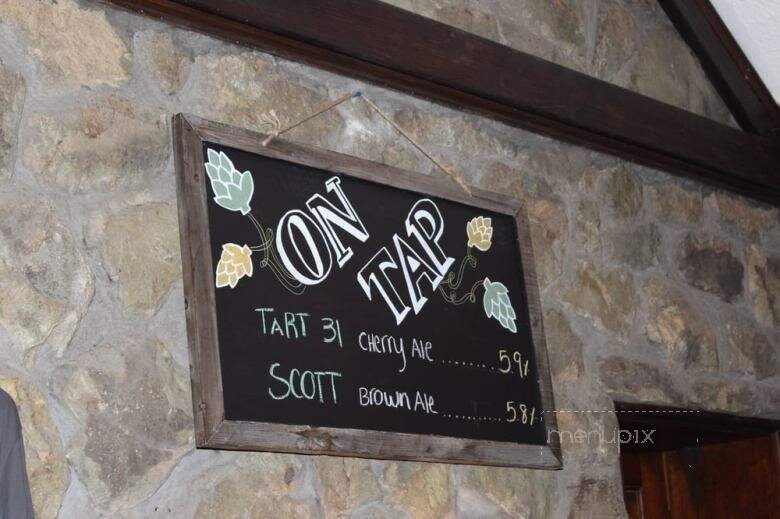 ON
TAP
TART 31 CHERRY ALE ........ 5.9%
SCOTT BROWN ALE ............ 5.8%
menupix